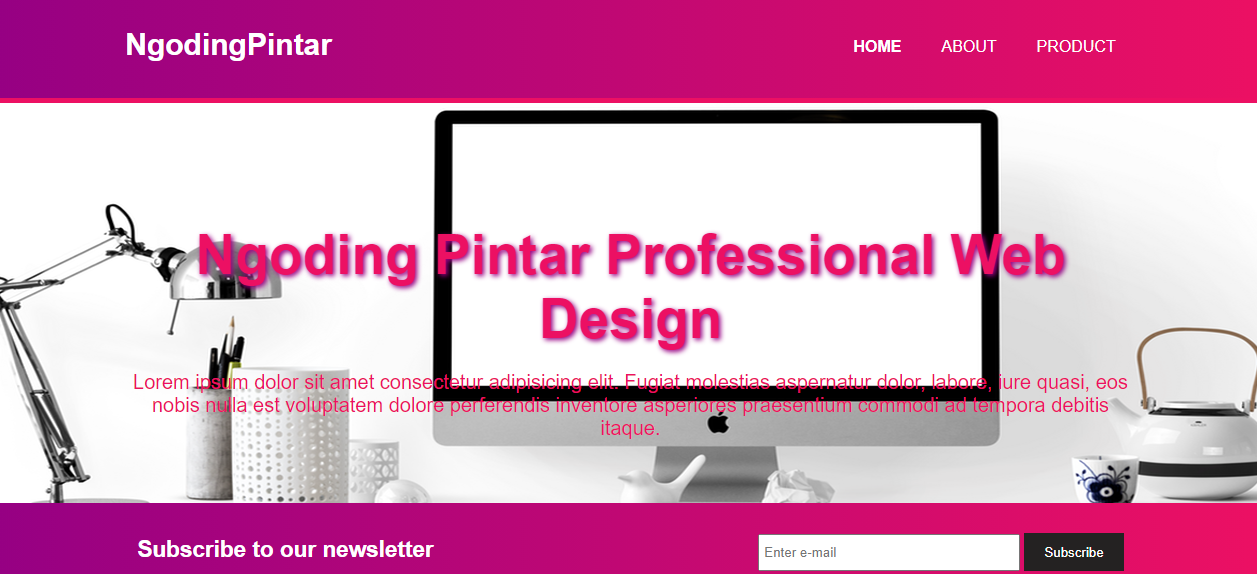 NgodingPintar
HOME ABOUT PRODUCT
Ngoding Pintar Professional Web
Design
Lorem ipsum dolor sit amet consectetur adipisicing elit. Fugiat molestias aspernatur dolor, labore, iure quasi, eos
nobis nulla est voluptatem dolore perferendis inventore asperiores praesentium commodi ad tempora debitis
itaque.
Subscribe to our newsletter
Enter e-mail
Subscribe